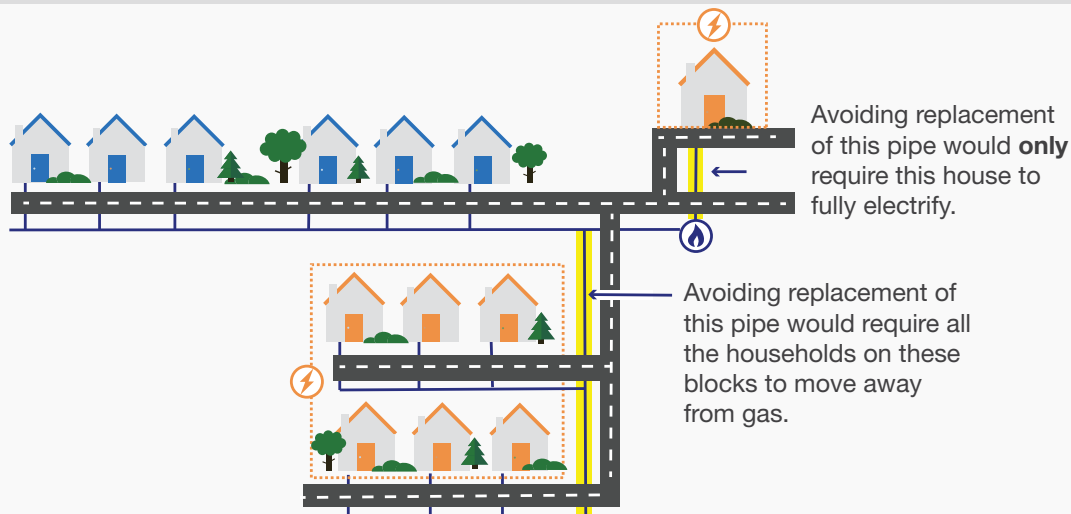 Avoiding replacement
of this pipe would only
require this house to
fully electrify.
Avoiding replacement of
this pipe would require all
the households on these
blocks to move away
from gas.